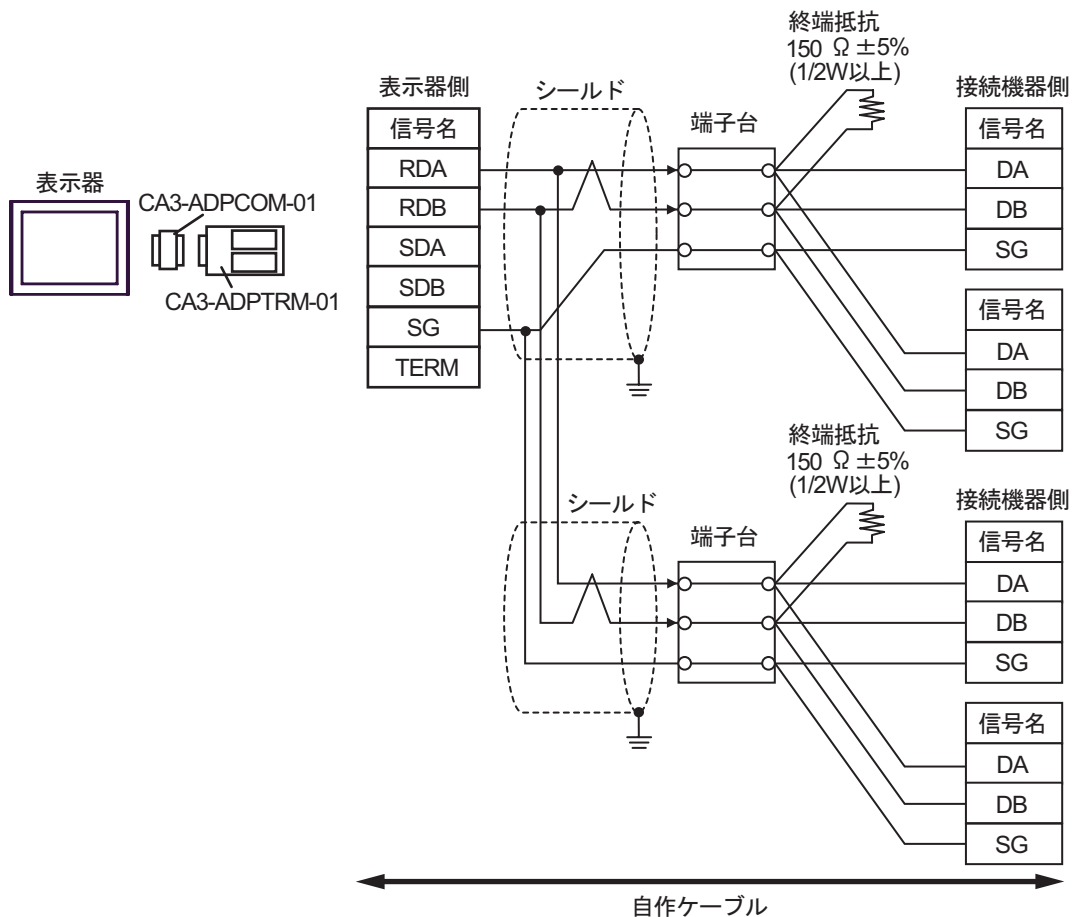 表示器
CA3-ADPCOM-01
CA3-ADPTRM-01
表示器側
信号名
RDA
RDB
SDA
SDB
SG
TERM
シールド
端子台
終端抵抗
150 Ω ±5%
(1/2W以上)
接続機器側
信号名
DA
DB
SG
信号名
DA
DB
SG
シールド
端子台
終端抵抗
150 Ω ±5%
(1/2W以上)
接続機器側
信号名
DA
DB
SG
信号名
DA
DB
SG
自作ケーブル